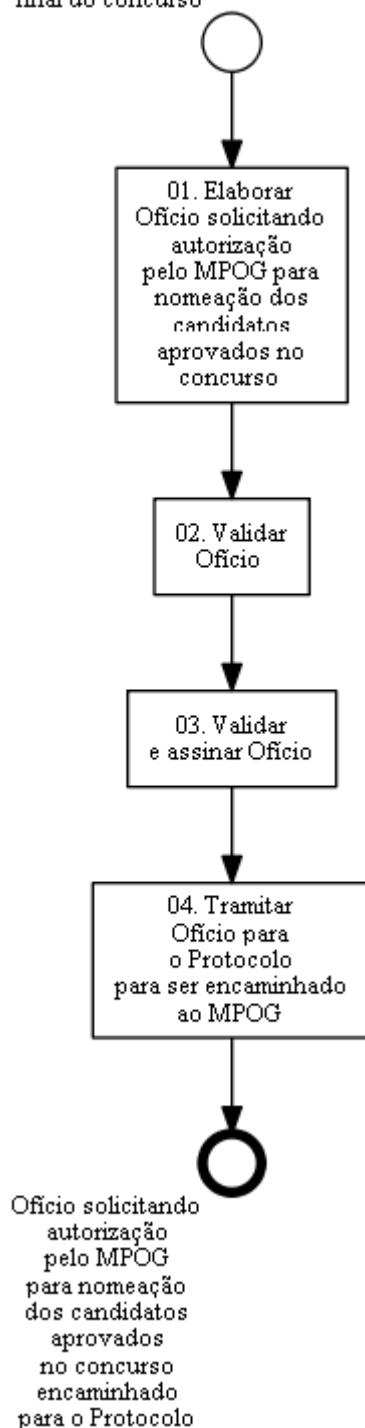 final do concurso
01. Elaborar
Ofício solicitando
autorização
pelo MPOG para
nomeação dos
candidatos
aprovados no
concurso
02. Validar
Ofício
03. Validar
e assinar Ofício
04. Tramitar
Ofício para
o Protocolo
para ser encaminhado
ao MPOG
Ofício solicitando
autorização
pelo MPOG
para nomeação
dos candidatos
aprovados
no concurso
encaminhado
para o Protocolo